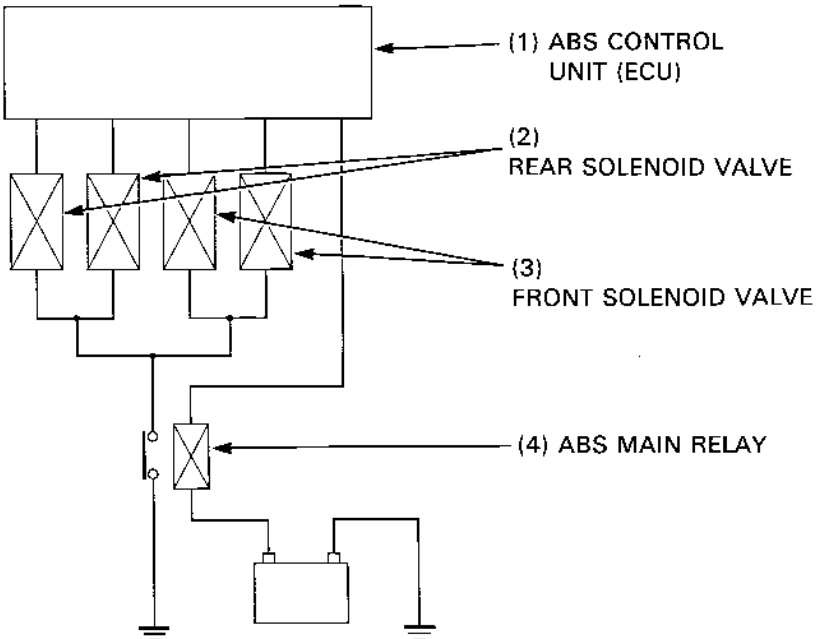 (1) ABS CONTROL
UNIT (ECU)
(2)
REAR SOLENOID VALVE
(3)
FRONT SOLENOID VALVE
(4) ABS MAIN RELAY